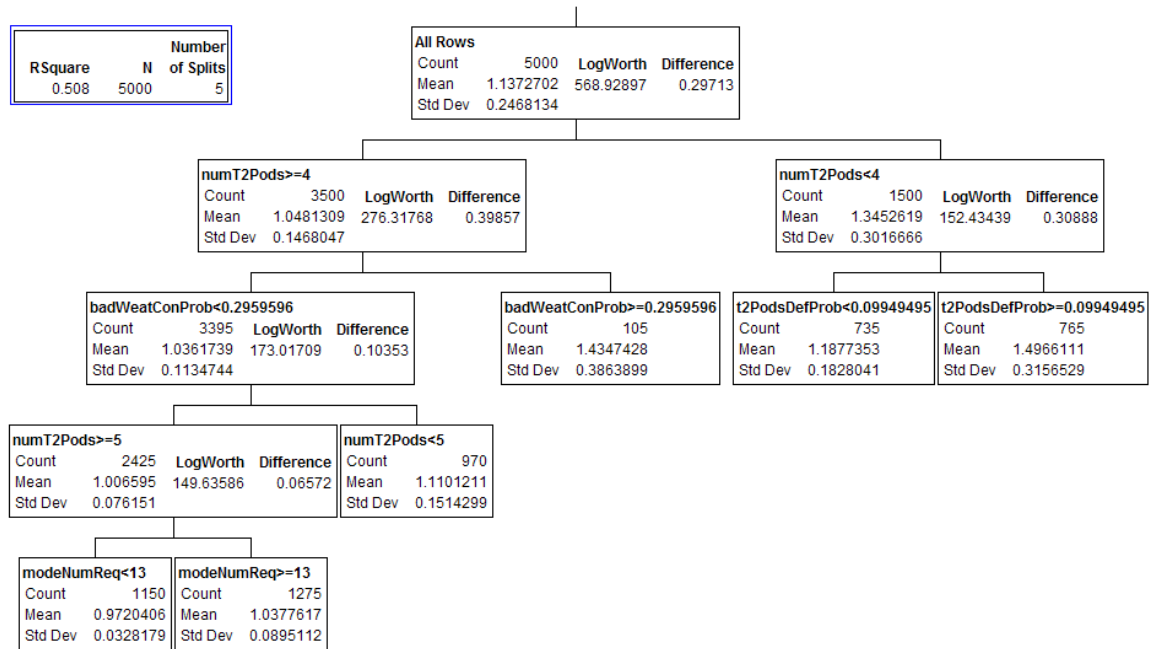 Number
RSquare N of Splits
0.508 5000 5
All Rows
Count 5000 LogWorth Difference
Mean 1.1372702 568.92897 0.29713
Std Dev 0.2468134
numT2Pods>=4
Count 3500 LogWorth Difference
Mean 1.0481309 276.31768 0.39857
Std Dev 0.1468047
numT2Pods<4
Count 1500 LogWorth Difference
Mean 1.3452619 152.43439 0.30888
Std Dev 0.3016666
badWeatConProb<0.2959596
Count 3395 LogWorth Difference
Mean 1.0361739 173.01709 0.10353
Std Dev 0.1134744
badWeatConProb>=0.2959596
Count 105
Mean 1.4347428
Std Dev 0.3863899
t2PodsDefProb<0.09949495
Count 735
Mean 1.1877353
Std Dev 0.1828041
t2PodsDefProb>=0.09949495
Count 765
Mean 1.4966111
Std Dev 0.3156529
numT2Pods>=5
Count 2425 LogWorth Difference
Mean 1.006595 149.63586 0.06572
Std Dev 0.076151
numT2Pods<5
Count 970
Mean 1.1101211
Std Dev 0.1514299
modeNumReq<13
Count 1150
Mean 0.9720406
Std Dev 0.0328179
modeNumReq>=13
Count 1275
Mean 1.0377617
Std Dev 0.0895112